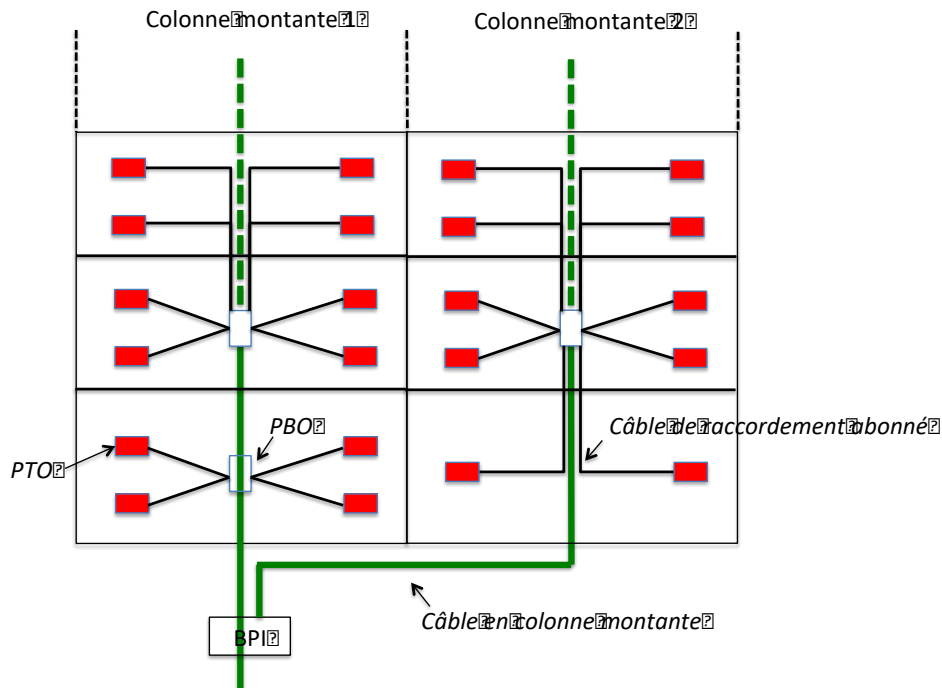 Colonne montante 1
Colonne montante 2
PBO
Câble de raccordement abonné
PTO
Câble en colonne montante
BPI